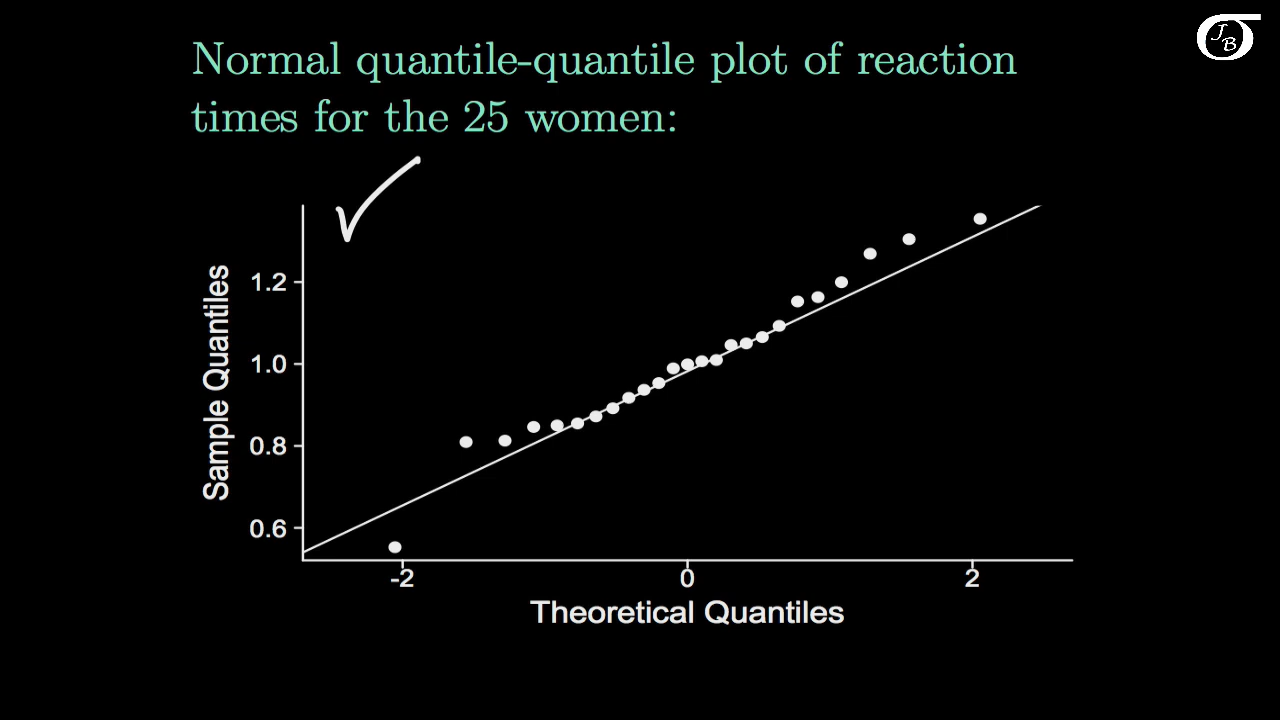 Normal quantile-quantile plot of reaction
times for the 25 women:
JB
Sample Quantiles
1.2
1.0
0.8
0.6
-2 0 2
Theoretical Quantiles